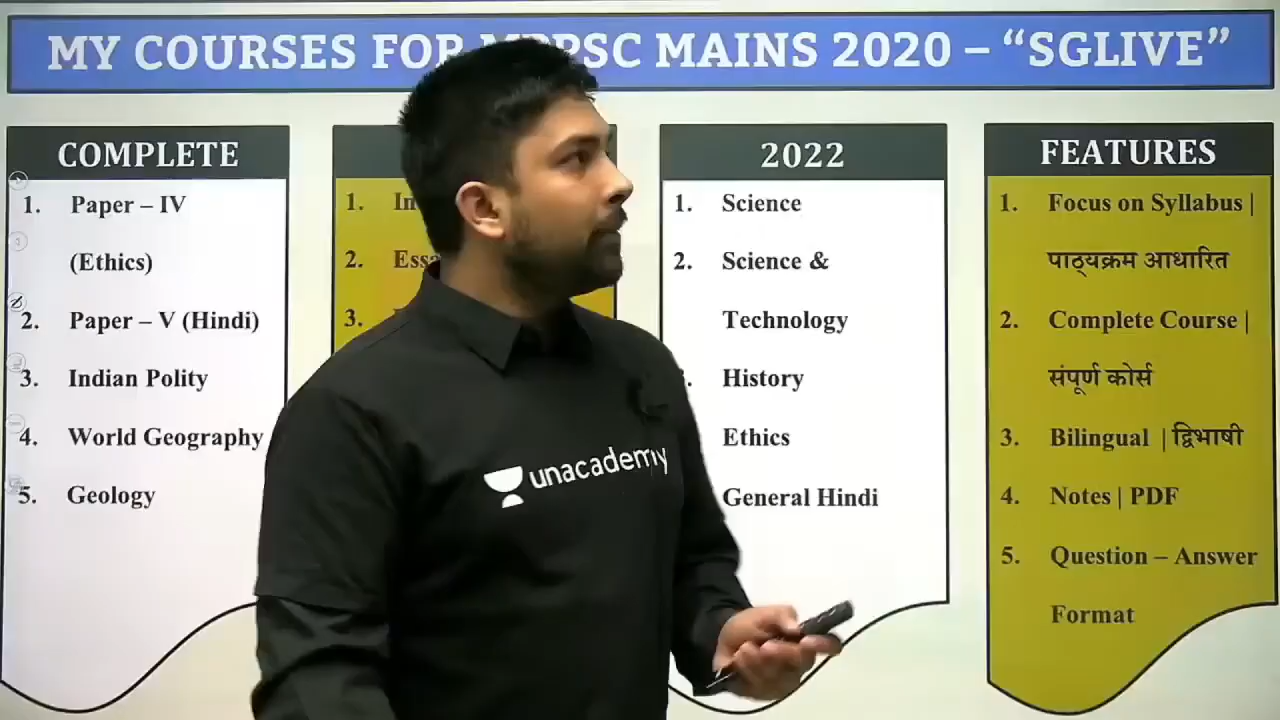 MY COURSES FOR MPPSC MAINS 2020 – “SGLIVE”
COMPLETE
1. Paper – IV
(Ethics)
2. Paper – V (Hindi)
3. Indian Polity
4. World Geography
5. Geology
1.
2.
3.
2022
1. Science
2. Science &
Technology
History
Ethics
General Hindi
FEATURES
1. Focus on Syllabus |
पाठ्यक्रम आधारित
2. Complete Course |
संपूर्ण कोर्स
3. Bilingual | द्विभाषी
4. Notes | PDF
5. Question – Answer
Format
unacademy